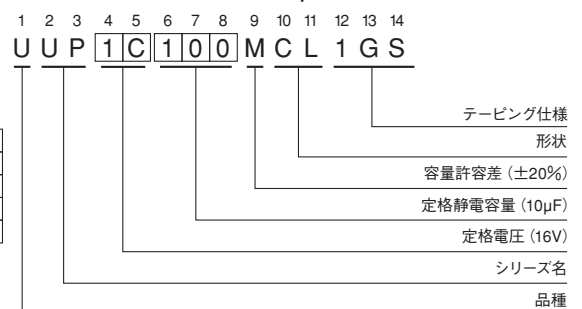 1 2 3 4 5 6 7 8 9 10 11 12 13 14
U U P 1 C 1 0 0 M C L 1 G S
テーピング仕様
形状
容量許容差（±20%）
定格静電容量（10µF）
定格電圧（16V）
シリーズ名
品種